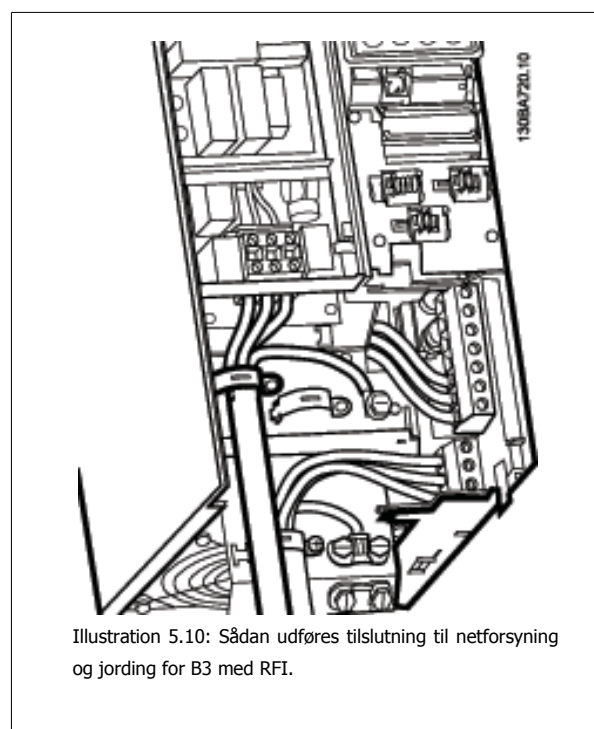 130BA720.10
Illustration 5.10: Sådan udføres tilslutning til netforsyning
og jording for B3 med RFI.